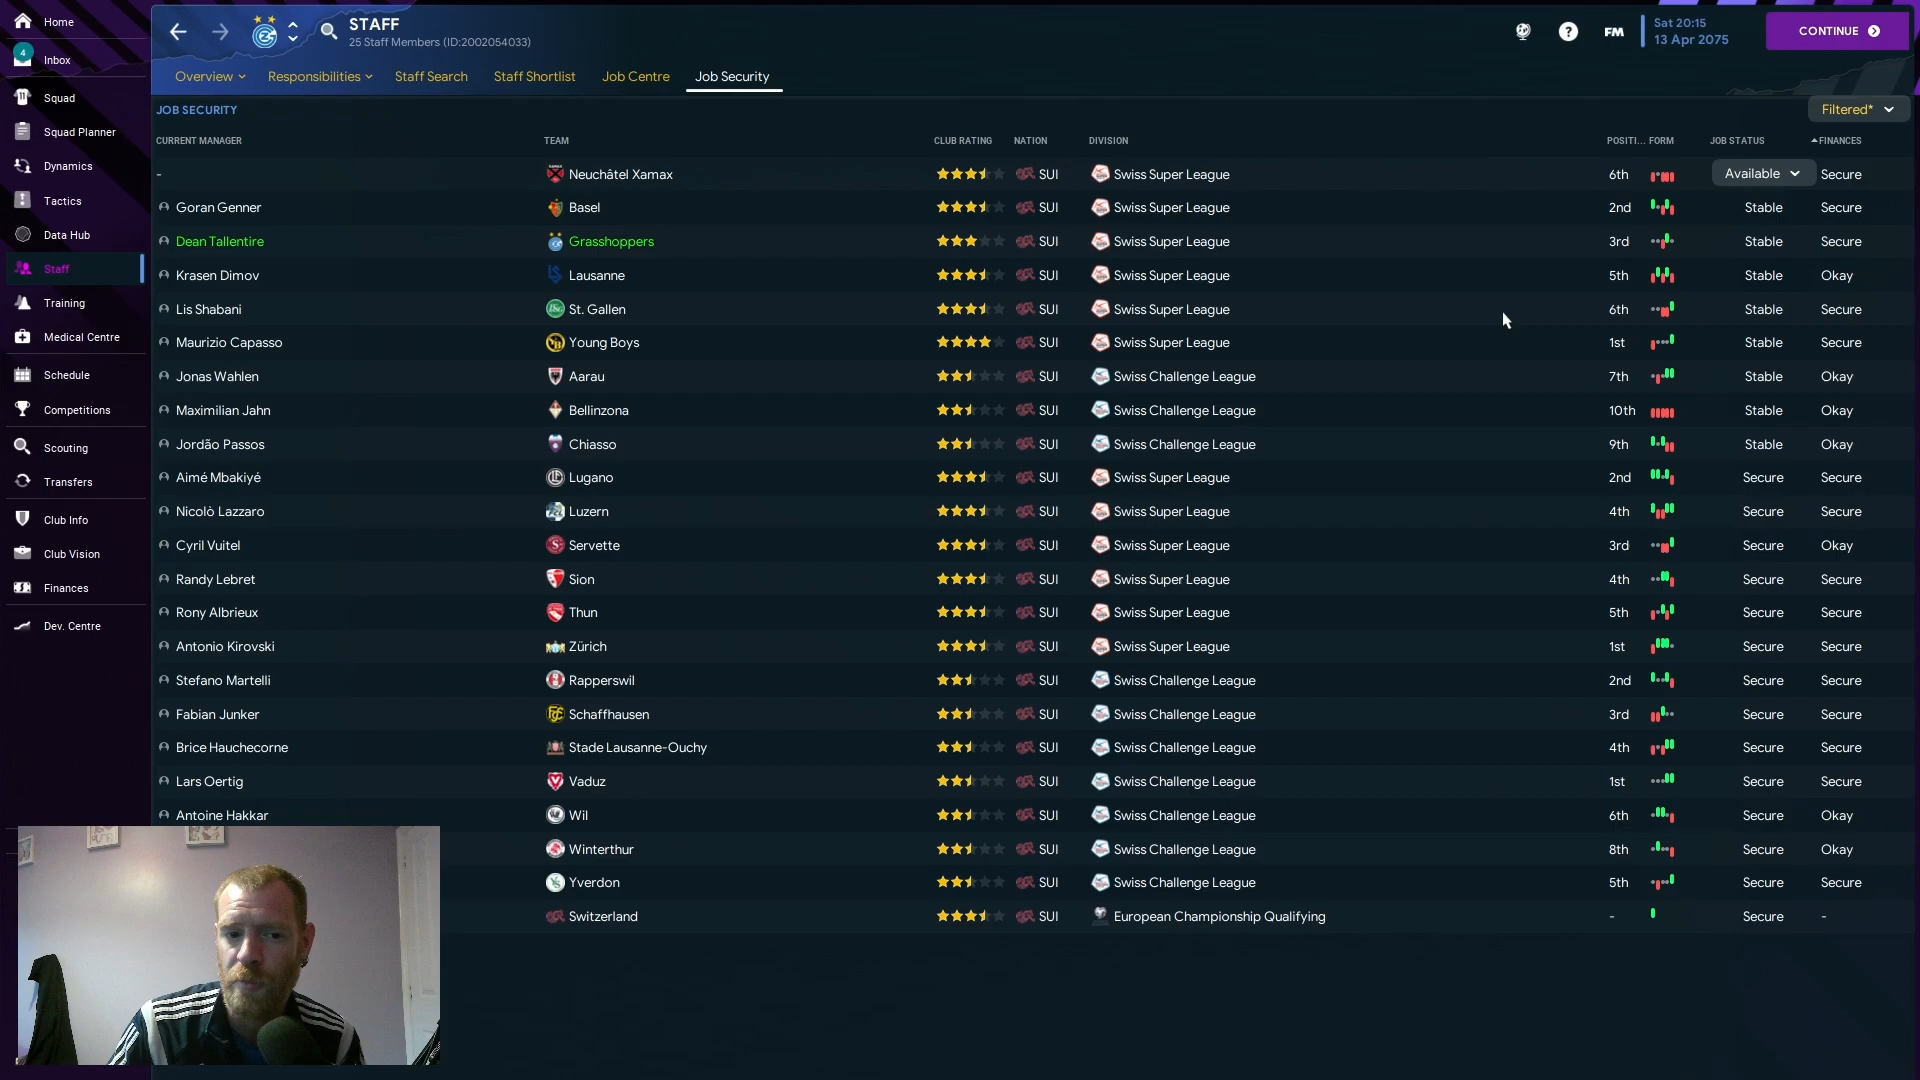 Home
4
Inbox
Squad
Squad Planner
Dynamics
Tactics
Data Hub
Staff
Training
Medical Centre
Schedule
Competitions
Scouting
Transfers
Club Info
Club Vision
Finances
Dev. Centre
STAFF
25 Staff Members (ID:2002054033)
? FM Sat 20:15
13 Apr 2075
CONTINUE
Overview Responsibilities Staff Search Staff Shortlist Job Centre Job Security
JOB SECURITY Filtered*
CURRENT MANAGER TEAM CLUB RATING NATION DIVISION POSITI... FORM JOB STATUS FINANCES
- Neuchâtel Xamax SUI Swiss Super League 6th Available Secure
Goran Genner Basel SUI Swiss Super League 2nd Stable Secure
Dean Tallentire Grasshoppers SUI Swiss Super League 3rd Stable Secure
Krasen Dimov Lausanne SUI Swiss Super League 5th Stable Okay
Lis Shabani St. Gallen SUI Swiss Super League 6th Stable Secure
Maurizio Capasso Young Boys SUI Swiss Super League 1st Stable Secure
Jonas Wahlen Aarau SUI Swiss Challenge League 7th Stable Okay
Maximilian Jahn Bellinzona SUI Swiss Challenge League 10th Stable Okay
Jordão Passos Chiasso SUI Swiss Challenge League 9th Stable Okay
Aimé Mbakiyé Lugano SUI Swiss Super League 2nd Secure Secure
Nicolò Lazzaro Luzern SUI Swiss Super League 4th Secure Secure
Cyril Vuitel Servette SUI Swiss Super League 3rd Secure Okay
Randy Lebret Sion SUI Swiss Super League 4th Secure Secure
Rony Albrieux Thun SUI Swiss Super League 5th Secure Secure
Antonio Kirovski Zürich SUI Swiss Super League 1st Secure Secure
Stefano Martelli Rapperswil SUI Swiss Challenge League 2nd Secure Secure
Fabian Junker Schaffhausen SUI Swiss Challenge League 3rd Secure Secure
Brice Hauchecorne Stade Lausanne-Ouchy SUI Swiss Challenge League 4th Secure Secure
Lars Oertig Vaduz SUI Swiss Challenge League 1st Secure Secure
Antoine Hakkar Wil SUI Swiss Challenge League 6th Secure Okay
Winterthur SUI Swiss Challenge League 8th Secure Okay
Yverdon SUI Swiss Challenge League 5th Secure Secure
Switzerland SUI European Championship Qualifying - Secure -